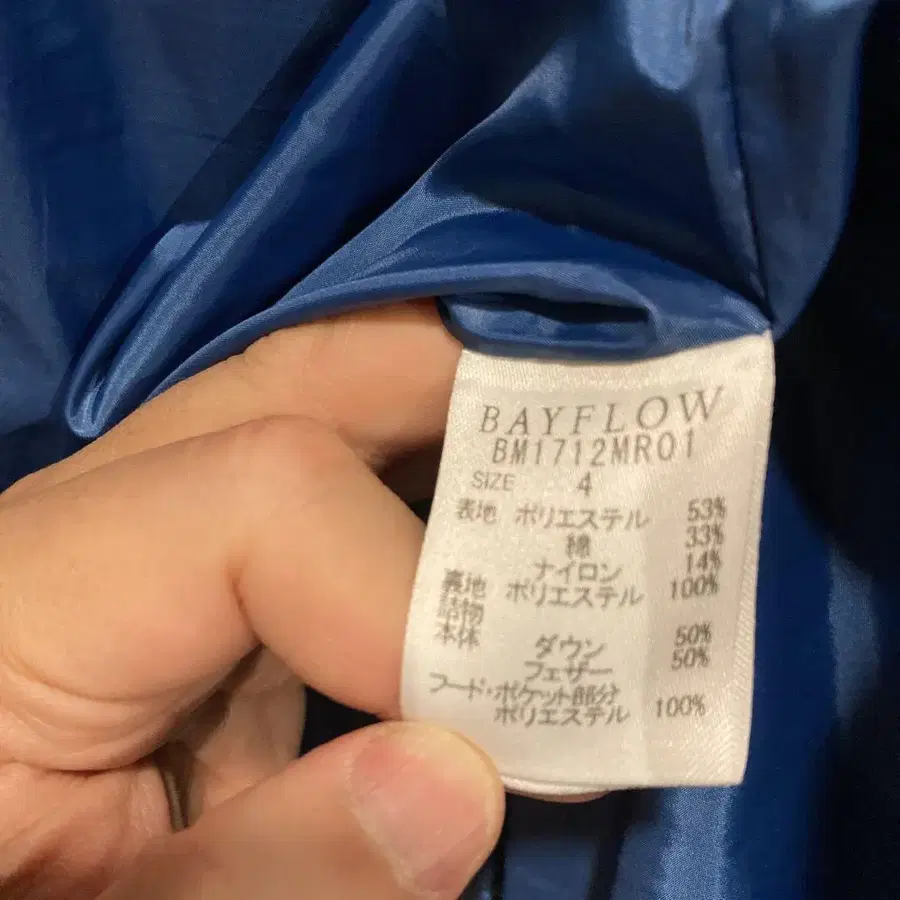 BAYFLOW
BM1712MR01
SIZE 4
表地 ポリエステル 53%
綿 33%
ナイロン 14%
裏地 ポリエステル 100%
詰物
本体 ダウン 50%
フェザー 50%
フード・ポケット部分
ポリエステル 100%